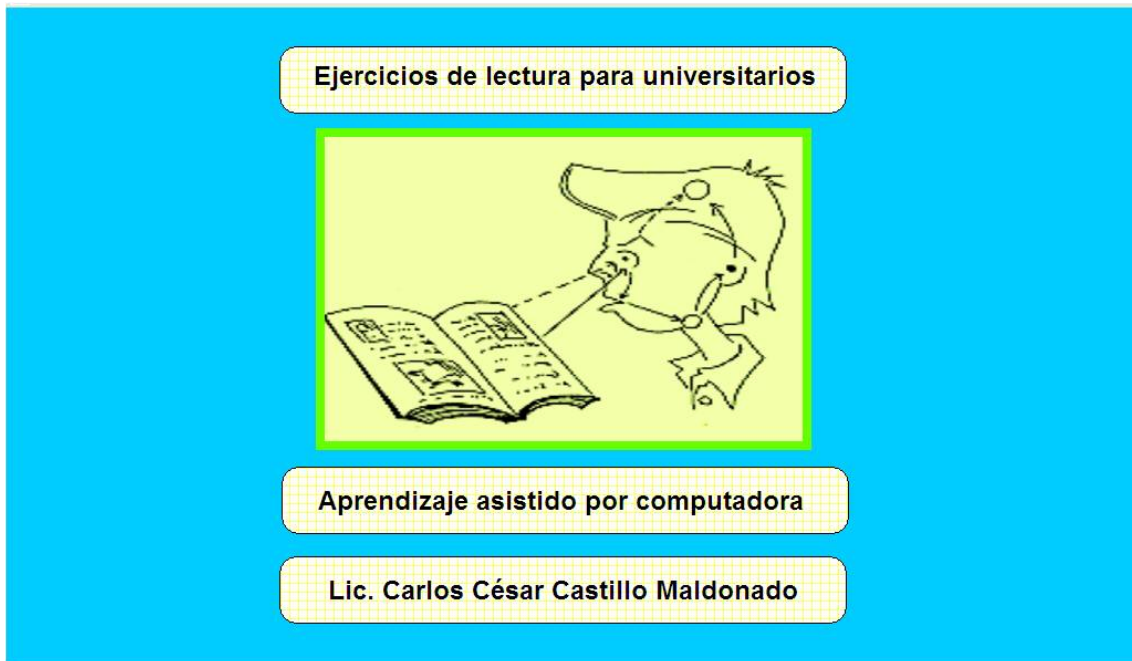 Ejercicios de lectura para universitarios
Aprendizaje asistido por computadora
Lic. Carlos César Castillo Maldonado